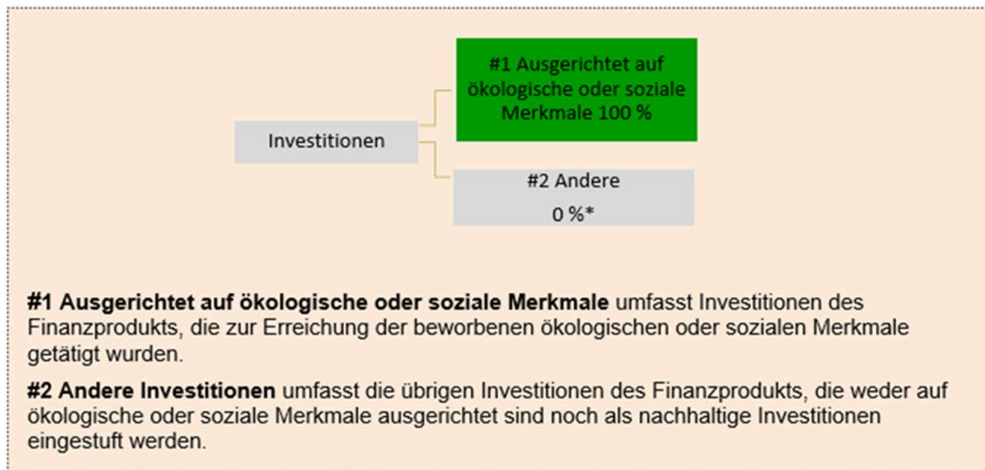 #1 Ausgerichtet auf
ökologische oder soziale
Merkmale 100 %
Investitionen
#2 Andere
0 %*
#1 Ausgerichtet auf ökologische oder soziale Merkmale umfasst Investitionen des
Finanzprodukts, die zur Erreichung der beworbenen ökologischen oder sozialen Merkmale
getätigt wurden.
#2 Andere Investitionen umfasst die übrigen Investitionen des Finanzprodukts, die weder auf
ökologische oder soziale Merkmale ausgerichtet sind noch als nachhaltige Investitionen
eingestuft werden.